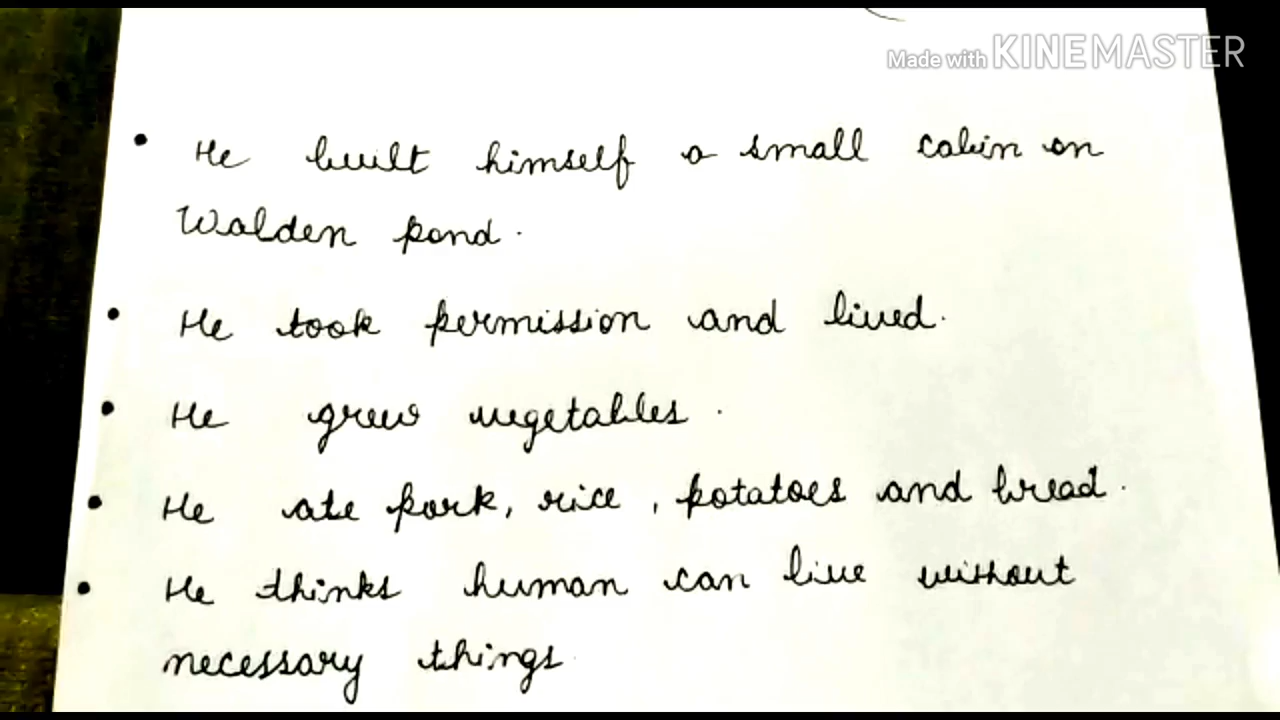 Made with KINEMASTER
• He built himself a small cabin on
Walden pond.
• He took permission and lived.
• He grew vegetables.
• He ate pork, rice, potatoes and bread.
• He thinks human can live without
necessary things.